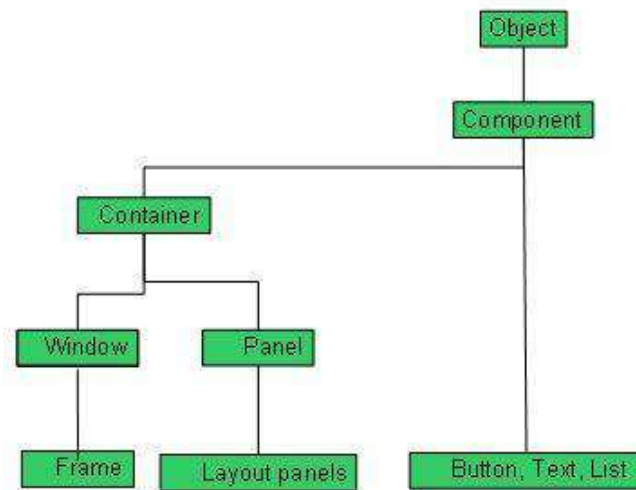 Object
Component
Container
Window
Panel
Frame
Layout panels
Button, Text, List